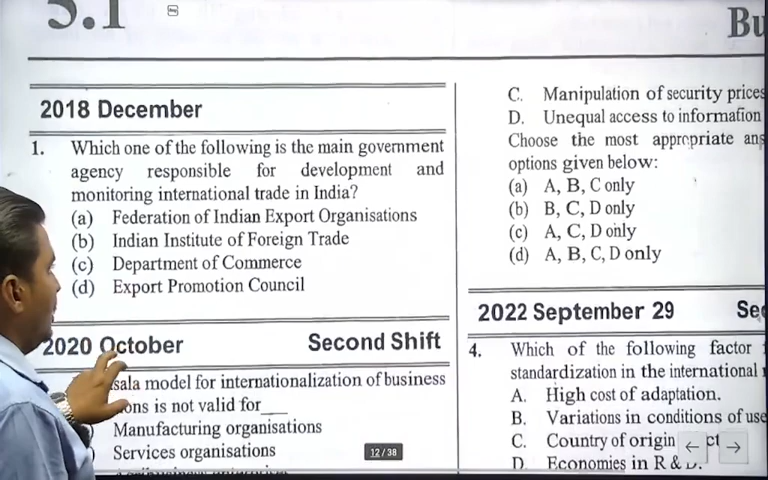 5.1
Bu
2018 December
1. Which one of the following is the main government
agency responsible for development and
monitoring international trade in India?
(a) Federation of Indian Export Organisations
(b) Indian Institute of Foreign Trade
(c) Department of Commerce
(d) Export Promotion Council
2020 October Second Shift
sala model for internationalization of business
ons is not valid for___
Manufacturing organisations
Services organisations
12/38
C. Manipulation of security prices
D. Unequal access to information
Choose the most appropriate ans
options given below:
(a) A, B, C only
(b) B, C, D only
(c) A, C, D only
(d) A, B, C, D only
2022 September 29 Sec
4. Which of the following factor
standardization in the international
A. High cost of adaptation.
B. Variations in conditions of use
C. Country of origin ct
D. Economies in R & D.